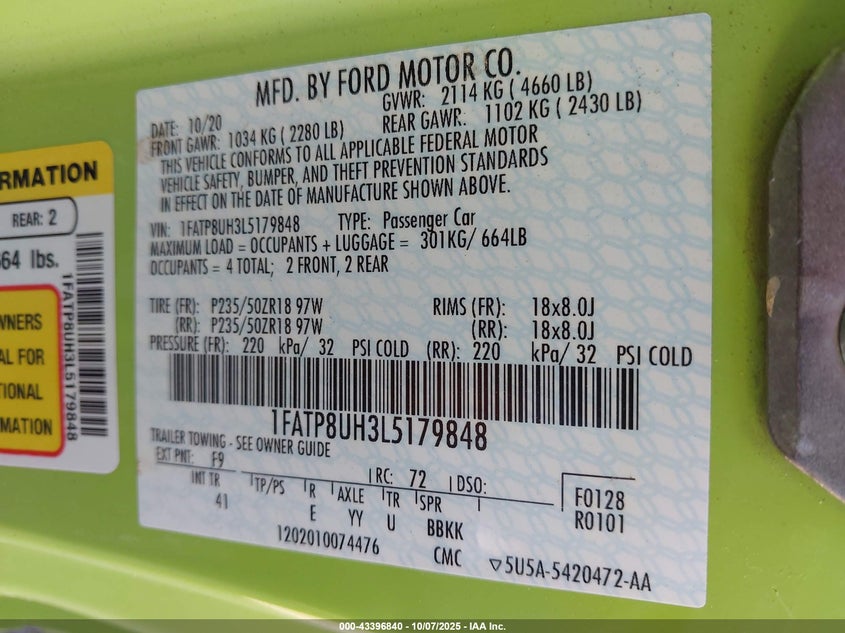 RMATION
REAR: 2
64 lbs.
WNERS
AL FOR
TIONAL
RMATION
1FATP8UH3L5179848
MFD. BY FORD MOTOR CO.
DATE: 10/20 GVWR: 2114 KG ( 4660 LB)
FRONT GAWR: 1034 KG ( 2280 LB) REAR GAWR: 1102 KG ( 2430 LB)
THIS VEHICLE CONFORMS TO ALL APPLICABLE FEDERAL MOTOR
VEHICLE SAFETY, BUMPER, AND THEFT PREVENTION STANDARDS
IN EFFECT ON THE DATE OF MANUFACTURE SHOWN ABOVE.
VIN: 1FATP8UH3L5179848 TYPE: Passenger Car
MAXIMUM LOAD = OCCUPANTS + LUGGAGE = 301KG/ 664LB
OCCUPANTS = 4 TOTAL; 2 FRONT, 2 REAR
TIRE (FR): P235/50ZR18 97W RIMS (FR): 18x8.0J
(RR): P235/50ZR18 97W (RR): 18x8.0J
PRESSURE (FR): 220 kPa/ 32 PSI COLD (RR): 220 kPa/ 32 PSI COLD
1FATP8UH3L5179848
TRAILER TOWING - SEE OWNER GUIDE
EXT PNT: F9 RC: 72 DSO:
INT TR TP/PS R AXLE TR SPR F0128
41 E YY U BBKK R0101
1202010074476 CMC ▽5U5A-5420472-AA
000-43396840 - 10/07/2025 - IAA Inc.